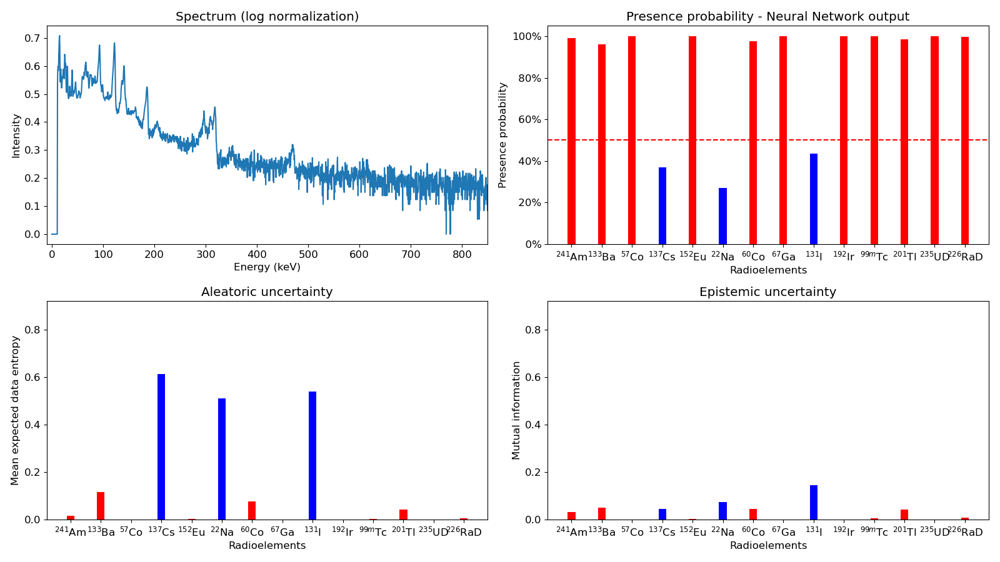 Spectrum (log normalization)
Intensity
0.7
0.6
0.5
0.4
0.3
0.2
0.1
0.0
0 100 200 300 400 500 600 700 800
Energy (keV)
Presence probability - Neural Network output
Presence probability
100%
80%
60%
40%
20%
0%
²⁴¹Am ¹³³Ba ⁵⁷Co ¹³⁷Cs ¹⁵²Eu ²²Na ⁶⁰Co ⁶⁷Ga ¹³¹I ¹⁹²Ir ⁹⁹ᵐTc ²⁰¹Tl ²³⁵UD ²²⁶RaD
Radioelements
Aleatoric uncertainty
Mean expected data entropy
0.8
0.6
0.4
0.2
0.0
²⁴¹Am ¹³³Ba ⁵⁷Co ¹³⁷Cs ¹⁵²Eu ²²Na ⁶⁰Co ⁶⁷Ga ¹³¹I ¹⁹²Ir ⁹⁹ᵐTc ²⁰¹Tl ²³⁵UD ²²⁶RaD
Radioelements
Epistemic uncertainty
Mutual information
0.8
0.6
0.4
0.2
0.0
²⁴¹Am ¹³³Ba ⁵⁷Co ¹³⁷Cs ¹⁵²Eu ²²Na ⁶⁰Co ⁶⁷Ga ¹³¹I ¹⁹²Ir ⁹⁹ᵐTc ²⁰¹Tl ²³⁵UD ²²⁶RaD
Radioelements